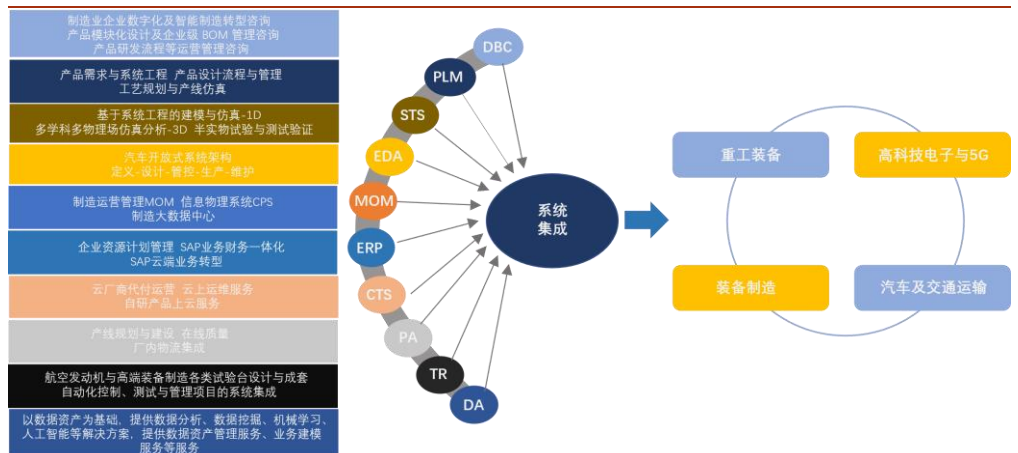 制造业企业数字化及智能制造转型咨询
产品模块化设计及企业级 BOM 管理咨询
产品研发流程等运营管理咨询
产品需求与系统工程 产品设计流程与管理
工艺规划与产线仿真
基于系统工程的建模与仿真-1D
多学科多物理场仿真分析-3D 半实物试验与测试验证
汽车开放式系统架构
定义-设计-管控-生产-维护
制造运营管理MOM 信息物理系统CPS
制造大数据中心
企业资源计划管理 SAP业务财务一体化
SAP云端业务转型
云厂商代付运营 云上运维服务
自研产品上云服务
产线规划与建设 在线质量
厂内物流集成
航空发动机与高端装备制造各类试验台设计与成套
自动化控制、测试与管理项目的系统集成
以数据资产为基础，提供数据分析、数据挖掘、机械学习、
人工智能等解决方案，提供数据资产管理服务、业务建模
服务等服务
DBC
PLM
STS
EDA
MOM
ERP
CTS
PA
TR
DA
系统
集成
重工装备
高科技电子与5G
装备制造
汽车及交通运输